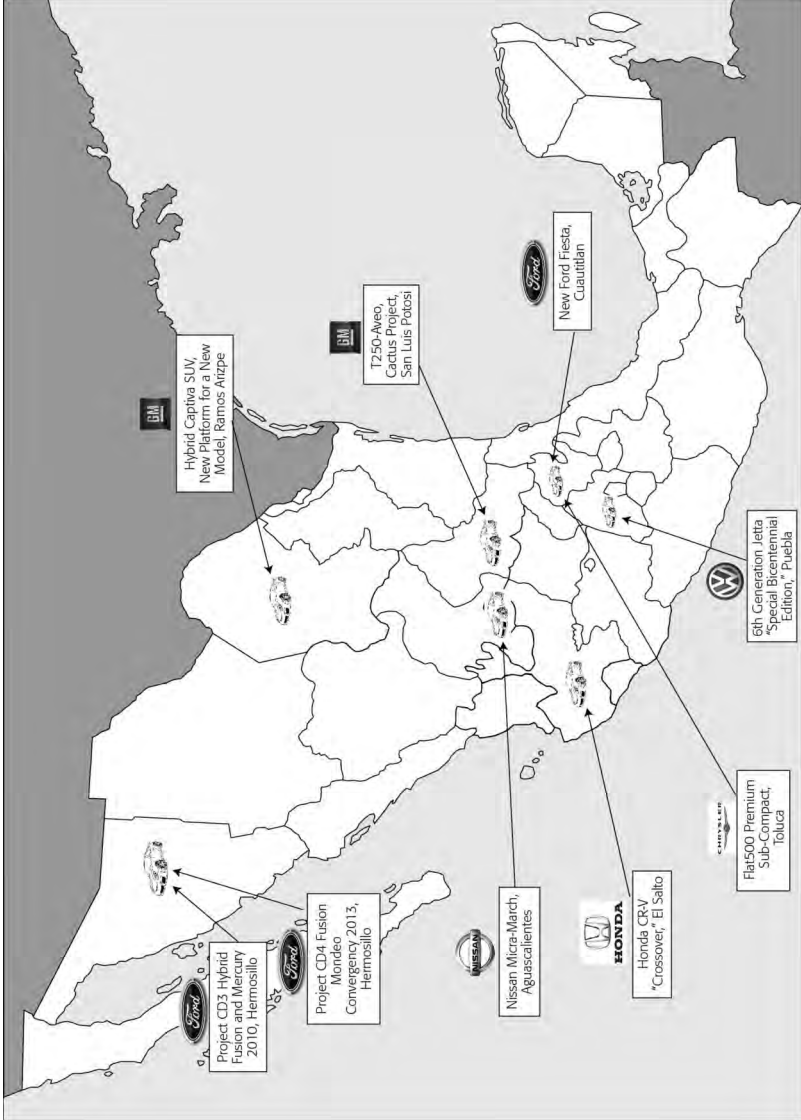 GM
Hybrid Captiva SUV,
New Platform for a New
Model, Ramos Arizpe
GM
T250-Aveo,
Cactus Project,
San Luis Potosi
Ford
New Ford Fiesta,
Cuautitlan
Ford
Project CD3 Hybrid
Fusion and Mercury
2010, Hermosillo
Ford
Project CD4 Fusion
Mondeo
Convergency 2013,
Hermosillo
NISSAN
Nissan Micra-March,
Aguascalientes
HONDA
Honda CR-V
“Crossover,” El Salto
CHRYSLER
Flat500 Premium
Sub-Compact,
Toluca
VW
6th Generation Jetta
“Special Bicentennial
Edition,” Puebla